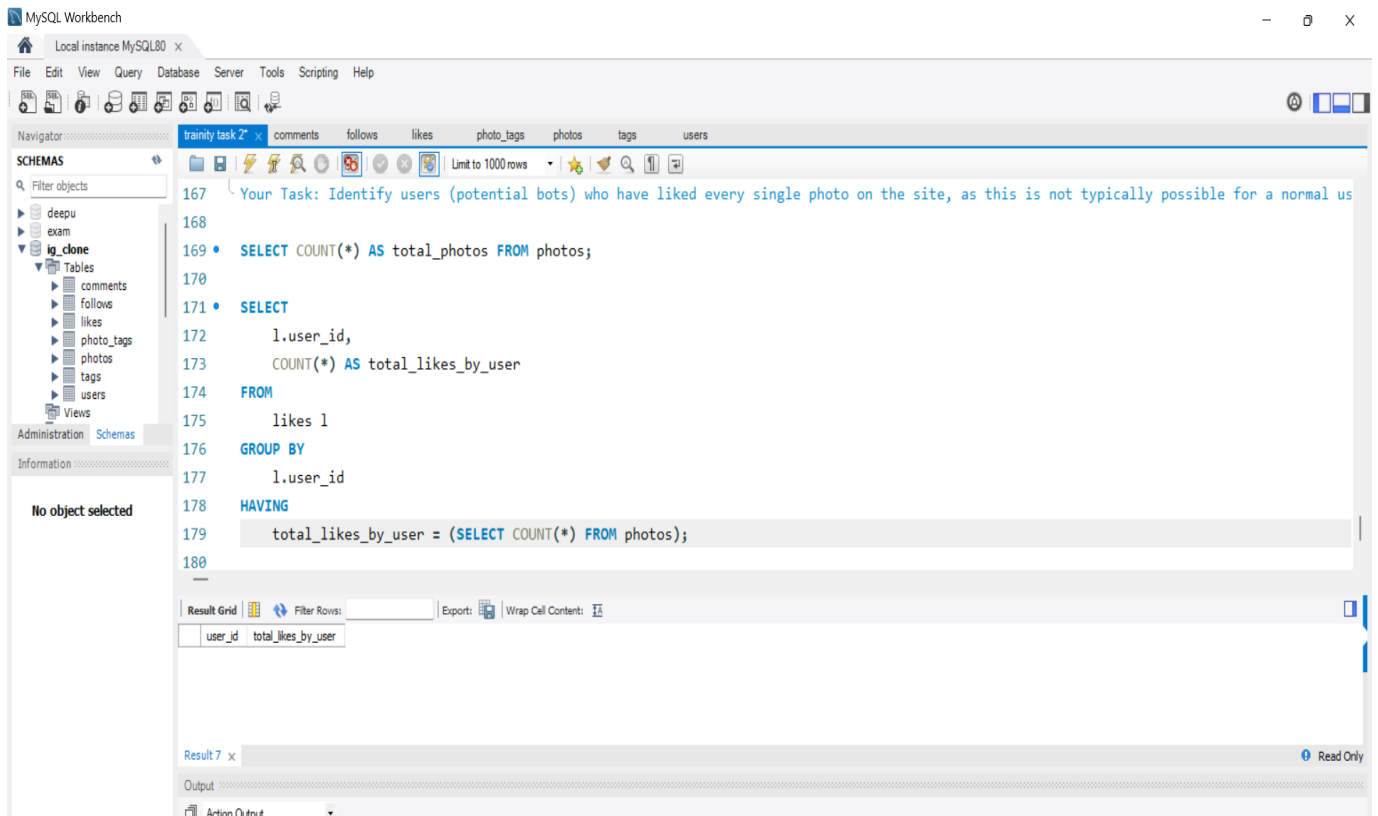 MySQL Workbench
Local instance MySQL80
File Edit View Query Database Server Tools Scripting Help
Navigator
trainity task 2* comments follows likes photo_tags photos tags users
SCHEMAS
Limit to 1000 rows
Filter objects
deepu
exam
ig_clone
Tables
comments
follows
likes
photo_tags
photos
tags
users
Views
Administration Schemas
Information
No object selected
167 Your Task: Identify users (potential bots) who have liked every single photo on the site, as this is not typically possible for a normal us
168
169 SELECT COUNT(*) AS total_photos FROM photos;
170
171 SELECT
172 l.user_id,
173 COUNT(*) AS total_likes_by_user
174 FROM
175 likes l
176 GROUP BY
177 l.user_id
178 HAVING
179 total_likes_by_user = (SELECT COUNT(*) FROM photos);
180
Result Grid Filter Rows: Export: Wrap Cell Content: IA
user_id total_likes_by_user
Result 7 Read Only
Output
Action Output